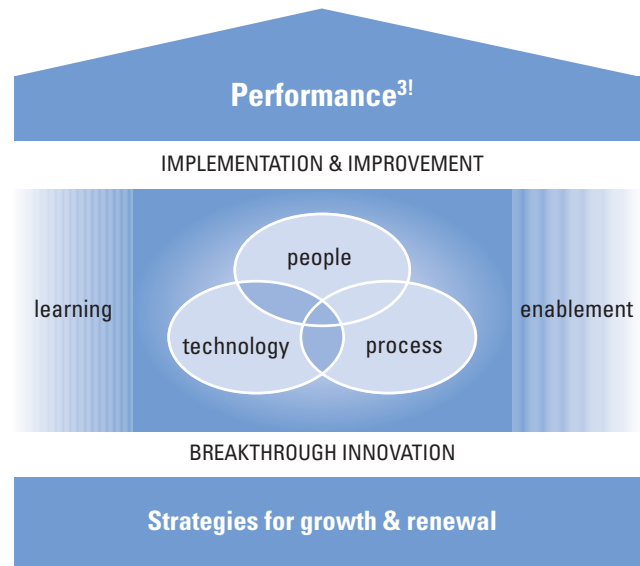 Performance³!
IMPLEMENTATION & IMPROVEMENT
people
learning
enablement
technology
process
BREAKTHROUGH INNOVATION
Strategies for growth & renewal